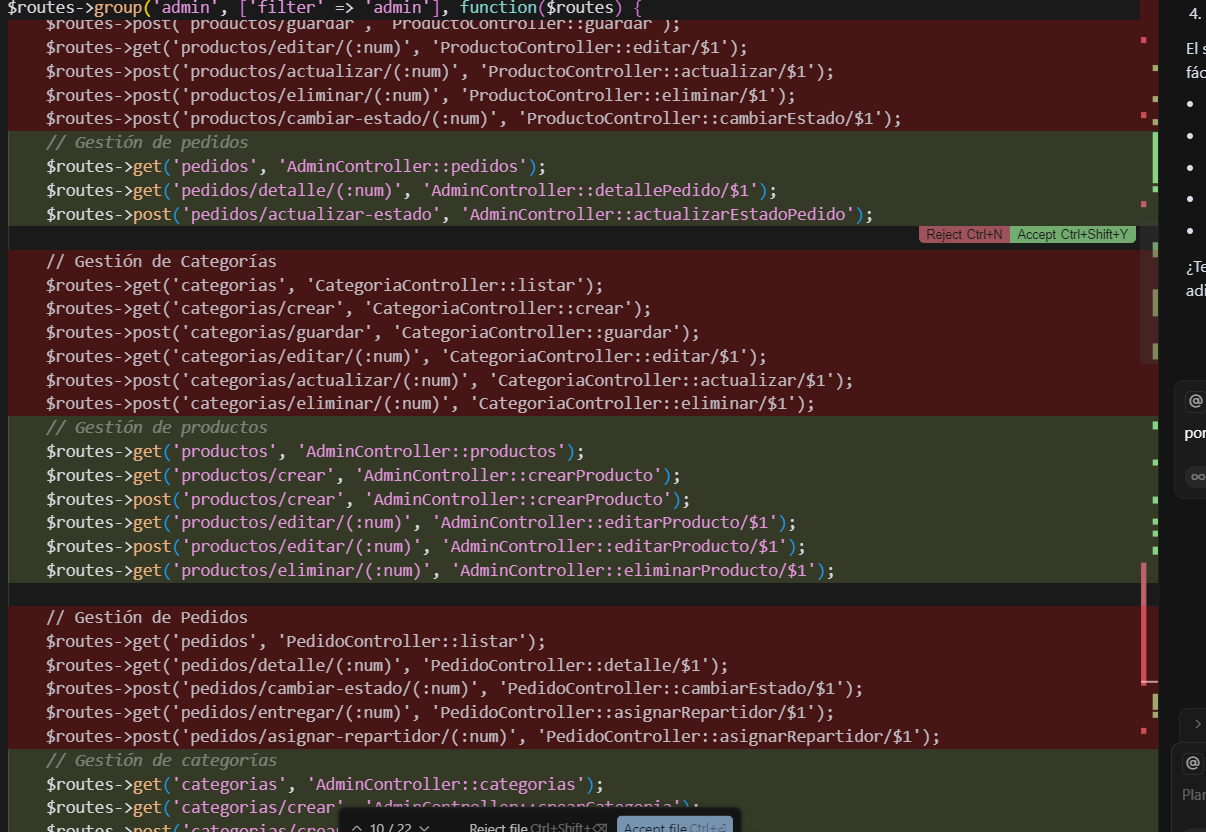 $routes->group('admin', ['filter' => 'admin'], function($routes) {
$routes->post('productos/guardar', 'ProductoController::guardar');
$routes->get('productos/editar/(:num)', 'ProductoController::editar/$1');
$routes->post('productos/actualizar/(:num)', 'ProductoController::actualizar/$1');
$routes->post('productos/eliminar/(:num)', 'ProductoController::eliminar/$1');
$routes->post('productos/cambiar-estado/(:num)', 'ProductoController::cambiarEstado/$1');
// Gestión de pedidos
$routes->get('pedidos', 'AdminController::pedidos');
$routes->get('pedidos/detalle/(:num)', 'AdminController::detallePedido/$1');
$routes->post('pedidos/actualizar-estado', 'AdminController::actualizarEstadoPedido');
Reject Ctrl+N Accept Ctrl+Shift+Y
// Gestión de Categorías
$routes->get('categorias', 'CategoriaController::listar');
$routes->get('categorias/crear', 'CategoriaController::crear');
$routes->post('categorias/guardar', 'CategoriaController::guardar');
$routes->get('categorias/editar/(:num)', 'CategoriaController::editar/$1');
$routes->post('categorias/actualizar/(:num)', 'CategoriaController::actualizar/$1');
$routes->post('categorias/eliminar/(:num)', 'CategoriaController::eliminar/$1');
// Gestión de productos
$routes->get('productos', 'AdminController::productos');
$routes->get('productos/crear', 'AdminController::crearProducto');
$routes->post('productos/crear', 'AdminController::crearProducto');
$routes->get('productos/editar/(:num)', 'AdminController::editarProducto/$1');
$routes->post('productos/editar/(:num)', 'AdminController::editarProducto/$1');
$routes->get('productos/eliminar/(:num)', 'AdminController::eliminarProducto/$1');
// Gestión de Pedidos
$routes->get('pedidos', 'PedidoController::listar');
$routes->get('pedidos/detalle/(:num)', 'PedidoController::detalle/$1');
$routes->post('pedidos/cambiar-estado/(:num)', 'PedidoController::cambiarEstado/$1');
$routes->get('pedidos/entregar/(:num)', 'PedidoController::asignarRepartidor/$1');
$routes->post('pedidos/asignar-repartidor/(:num)', 'PedidoController::asignarRepartidor/$1');
// Gestión de categorías
$routes->get('categorias', 'AdminController::categorias');
$routes->get('categorias/crear', 'AdminController::crearCategoria');
$routes->post('categorias/crear
10 / 22 Reject file Ctrl+Shift+⌫ Accept file Ctrl+⏎
4.
El s
fác
¿Te
adi
@
por
∞
@
Plan